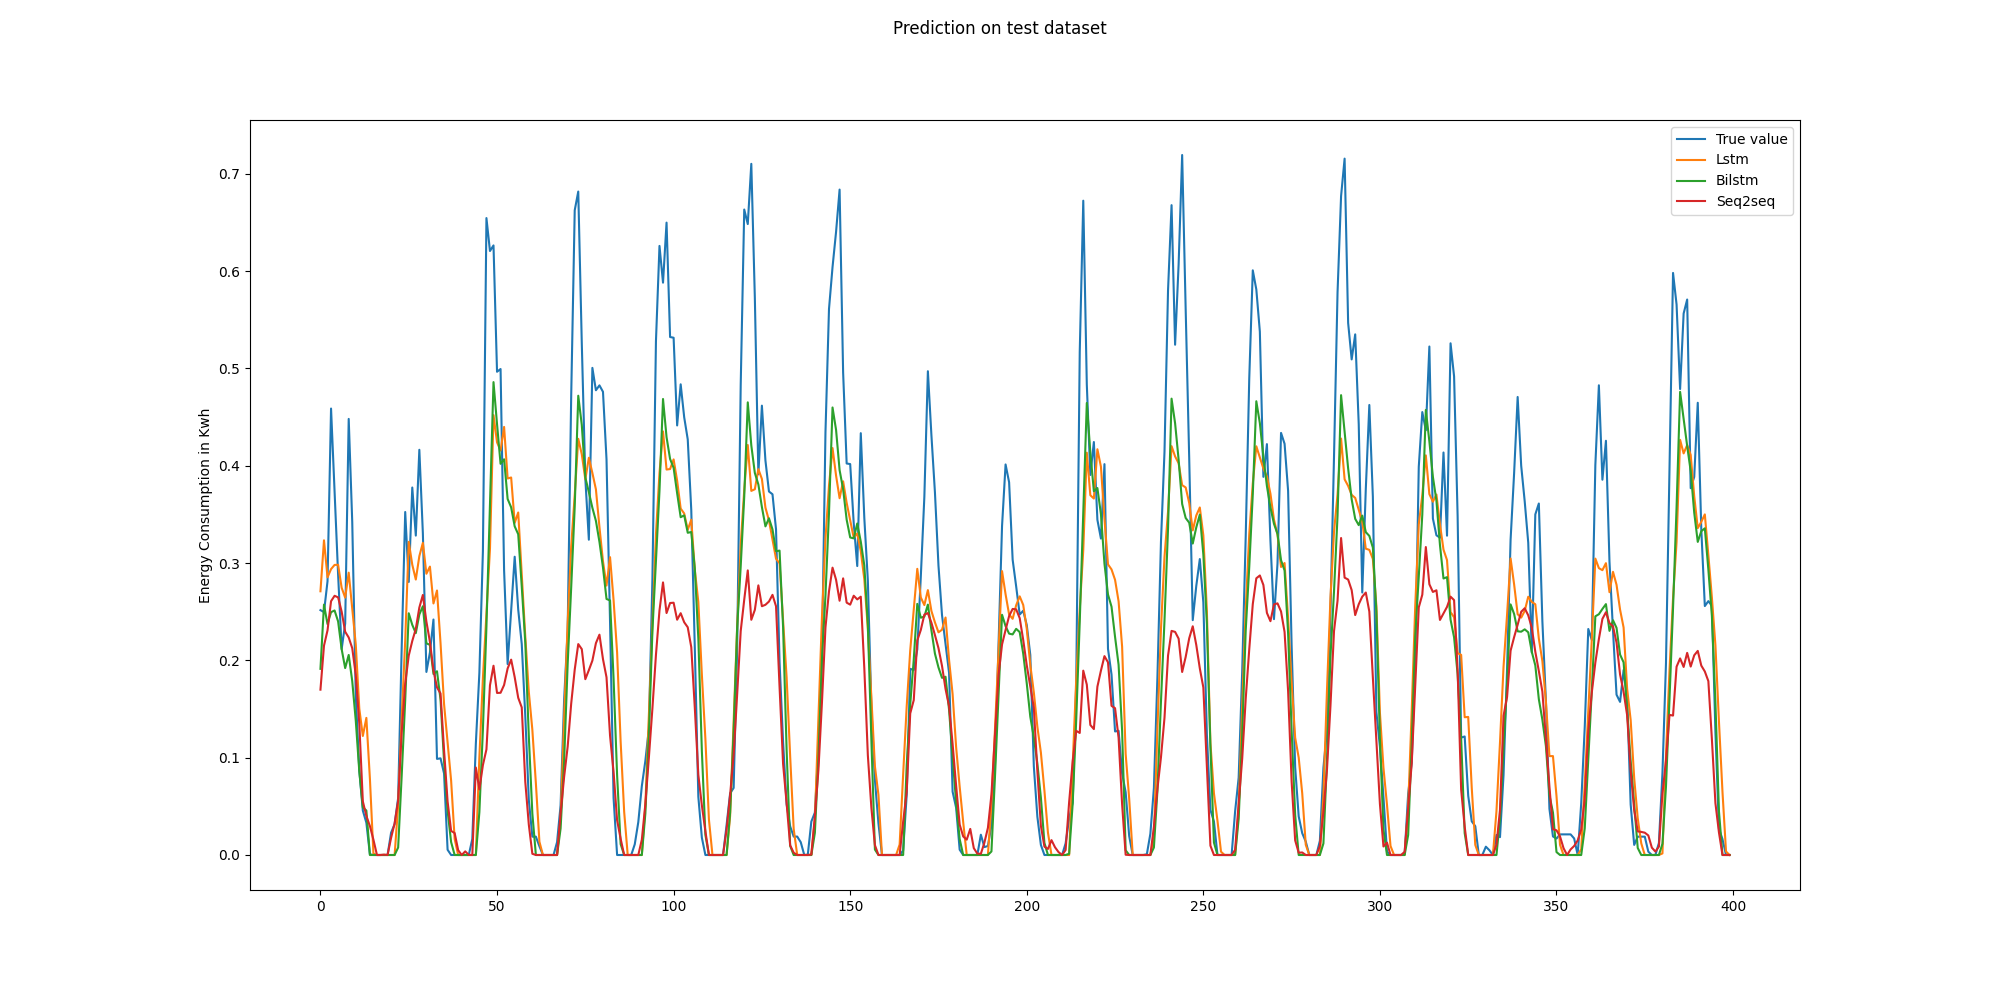 Prediction on test dataset
True value
Lstm
Bilstm
Seq2seq
Energy Consumption in Kwh
0.7
0.6
0.5
0.4
0.3
0.2
0.1
0.0
0 50 100 150 200 250 300 350 400